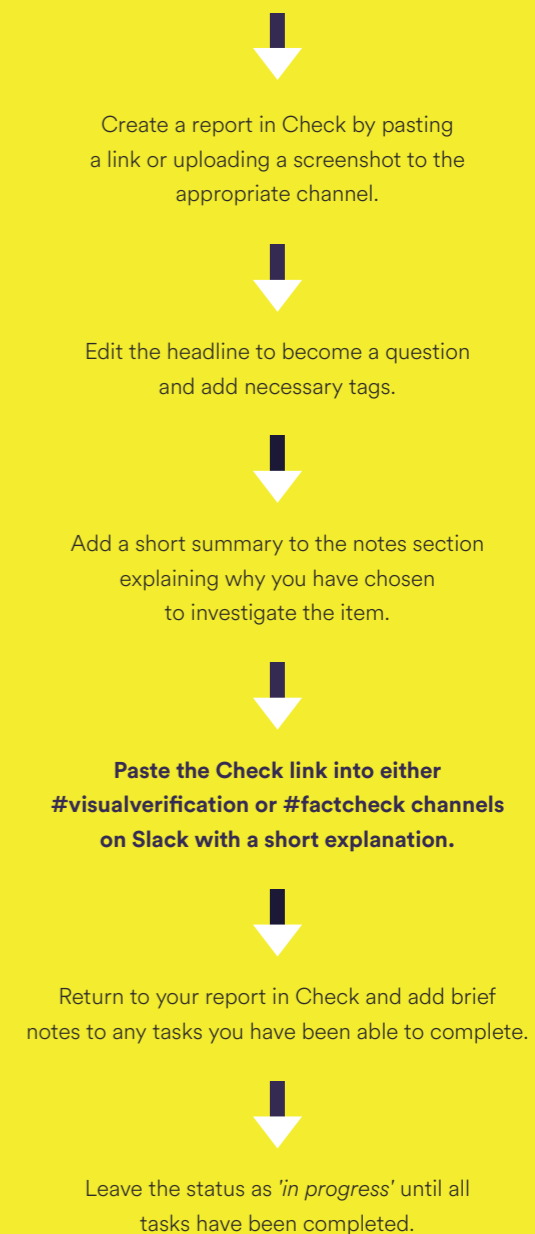 Create a report in Check by pasting
a link or uploading a screenshot to the
appropriate channel.
Edit the headline to become a question
and add necessary tags.
Add a short summary to the notes section
explaining why you have chosen
to investigate the item.
Paste the Check link into either
#visualverification or #factcheck channels
on Slack with a short explanation.
Return to your report in Check and add brief
notes to any tasks you have been able to complete.
Leave the status as 'in progress' until all
tasks have been completed.